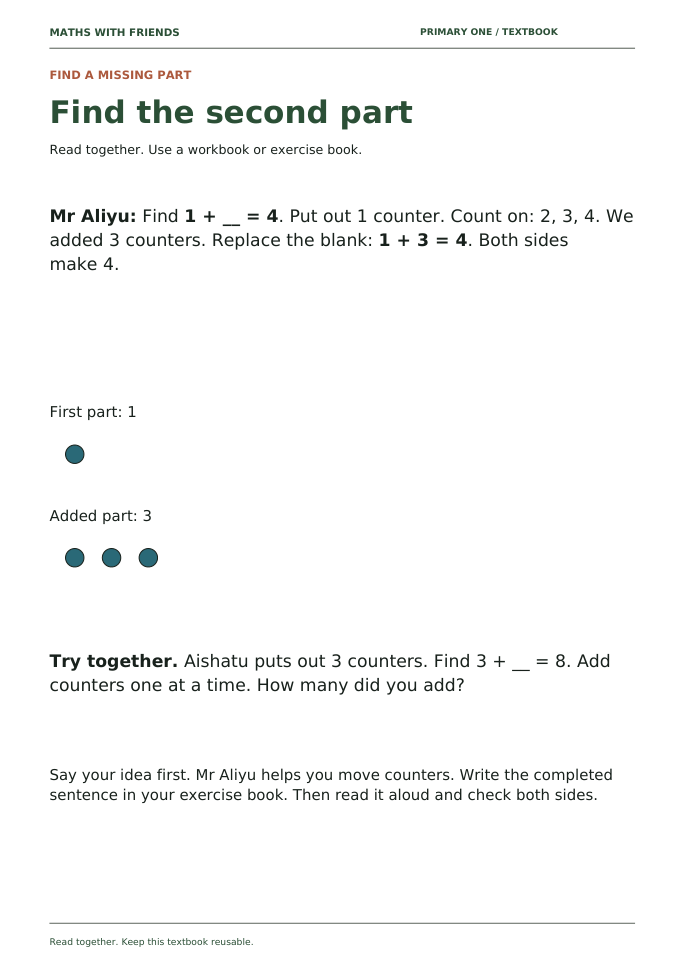 MATHS WITH FRIENDS
PRIMARY ONE / TEXTBOOK
FIND A MISSING PART
Find the second part
Read together. Use a workbook or exercise book.
Mr Aliyu: Find 1 + __ = 4. Put out 1 counter. Count on: 2, 3, 4. We
added 3 counters. Replace the blank: 1 + 3 = 4. Both sides
make 4.
First part: 1
Added part: 3
Try together. Aishatu puts out 3 counters. Find 3 + __ = 8. Add
counters one at a time. How many did you add?
Say your idea first. Mr Aliyu helps you move counters. Write the completed
sentence in your exercise book. Then read it aloud and check both sides.
Read together. Keep this textbook reusable.